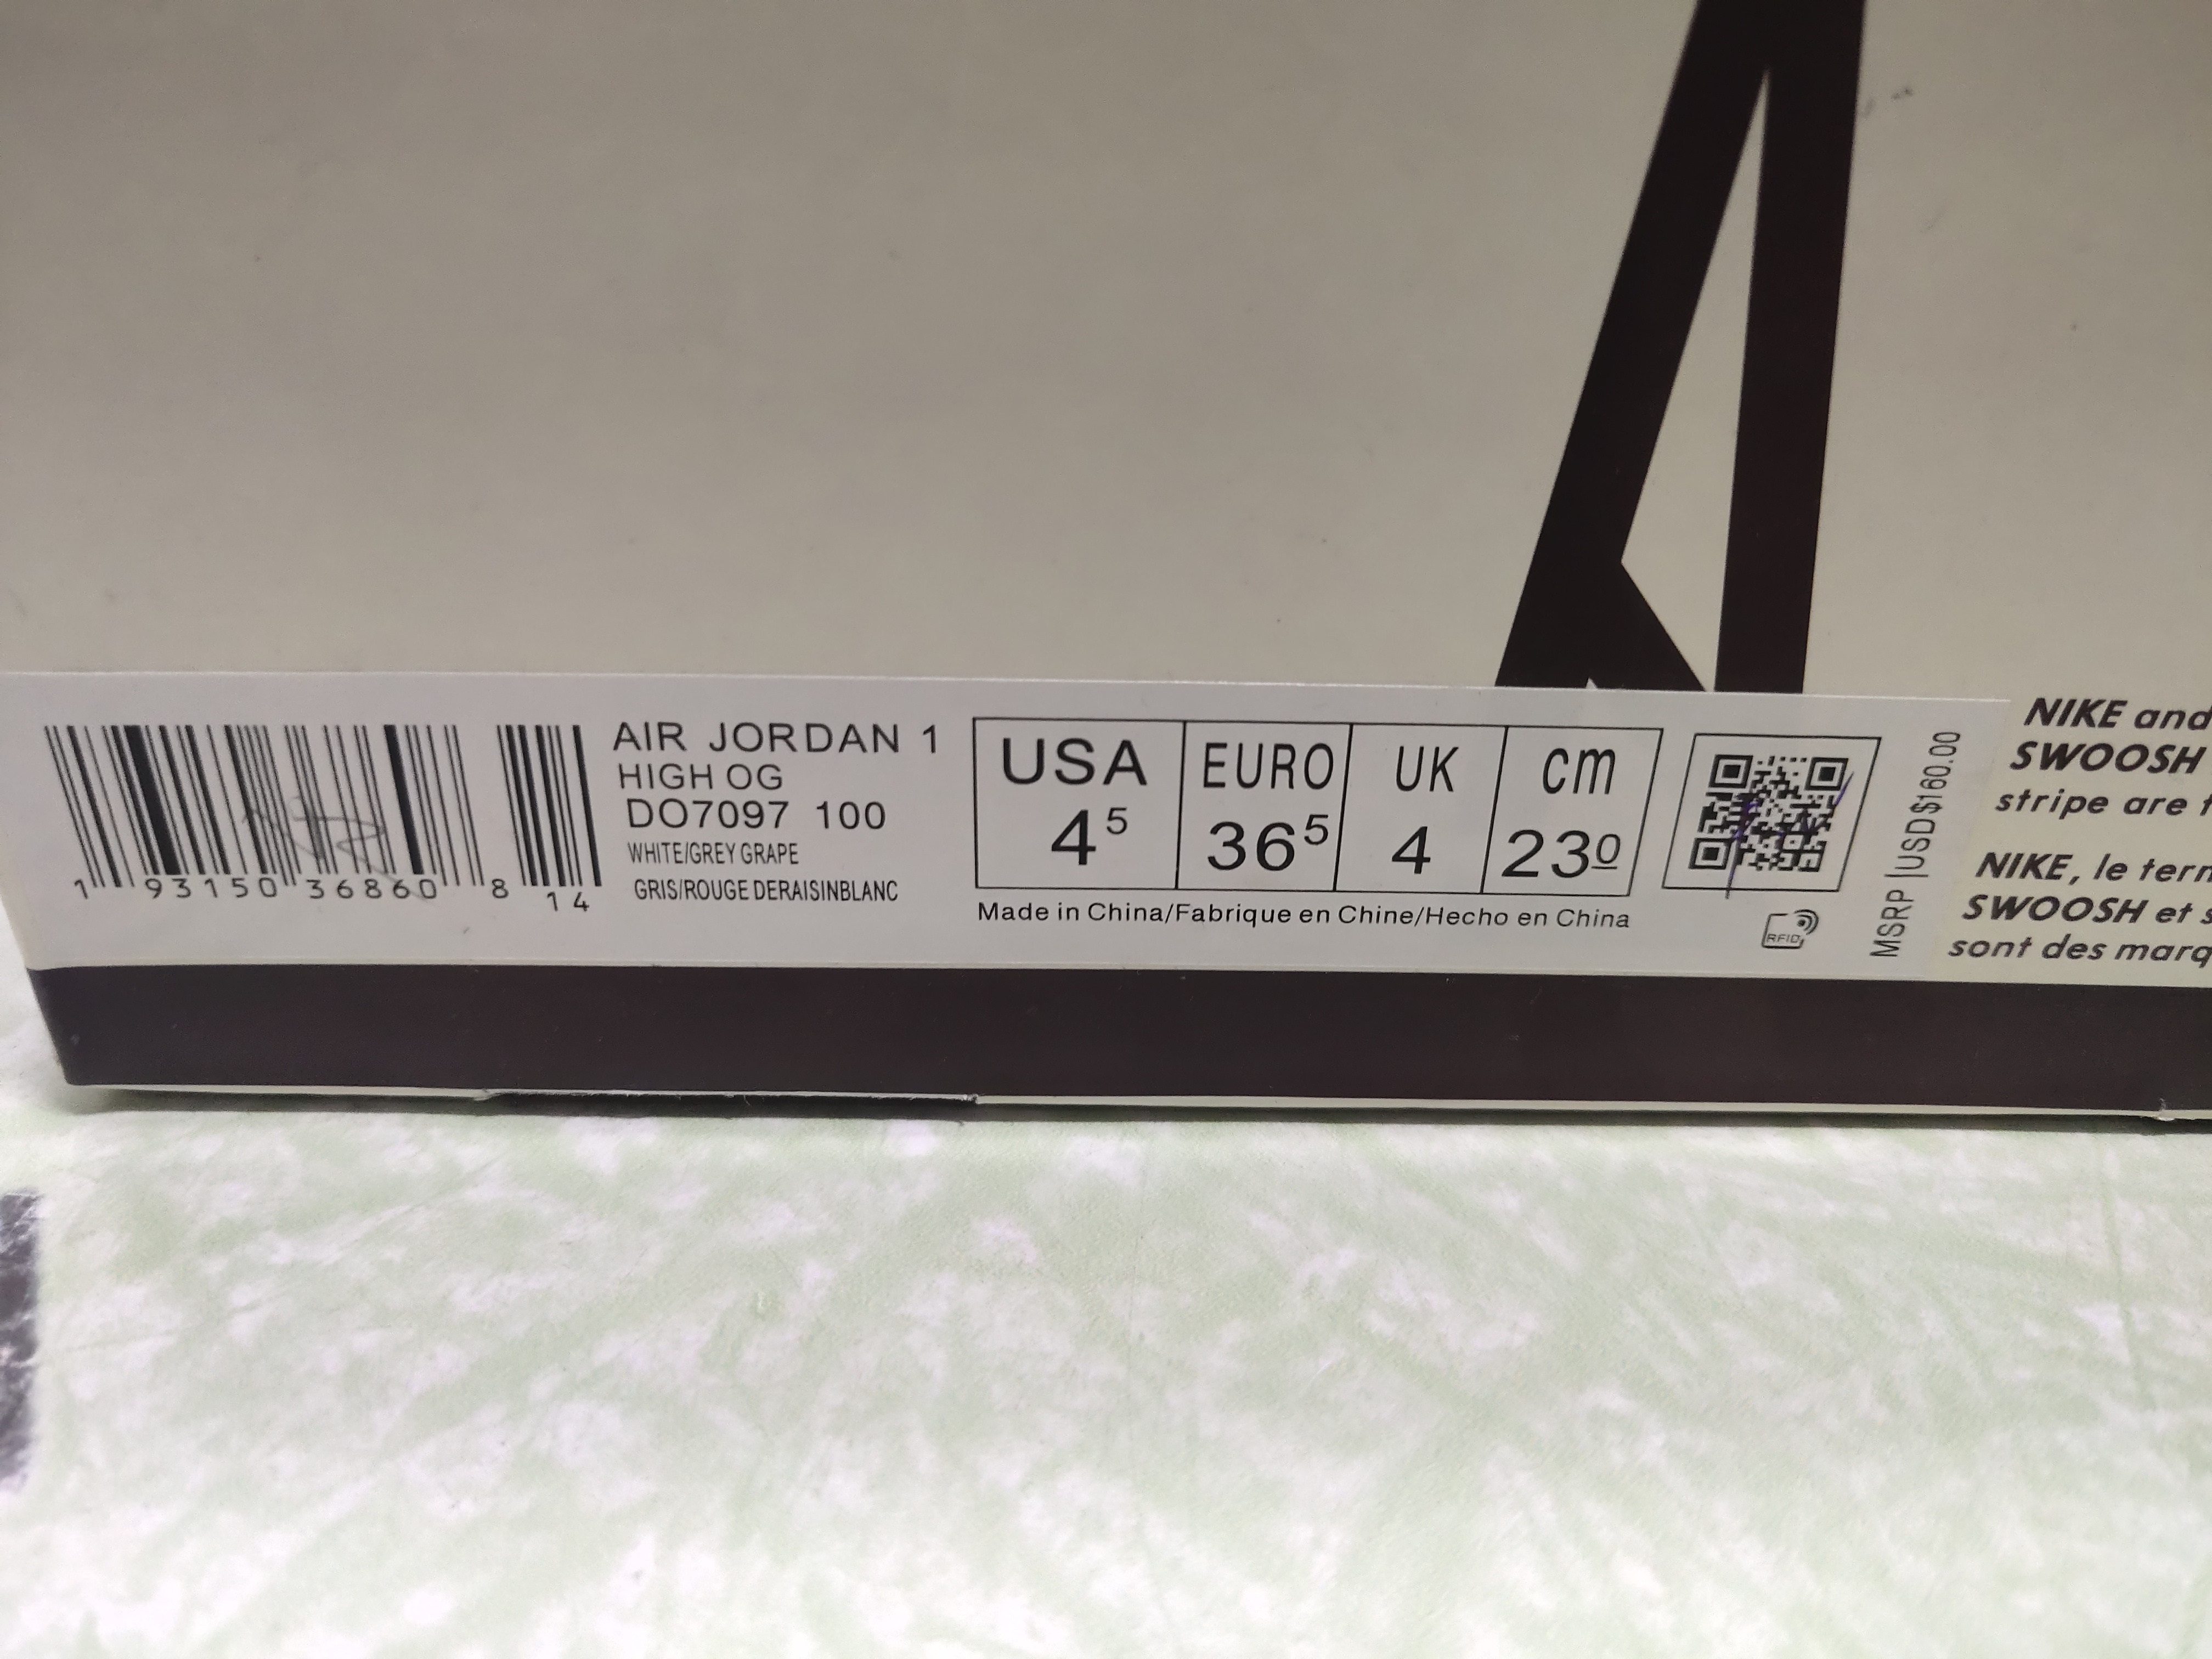 AIR JORDAN 1
HIGH OG
DO7097 100
WHITE/GREY GRAPE
GRIS/ROUGE DERAISINBLANC
1 93150 36860 8 14
USA EURO UK cm
4⁵ 36⁵ 4 23⁰
Made in China/Fabrique en Chine/Hecho en China
RFID
MSRP |USD$160.00
NIKE and
SWOOSH
stripe are
NIKE, le
SWOOSH et
sont des